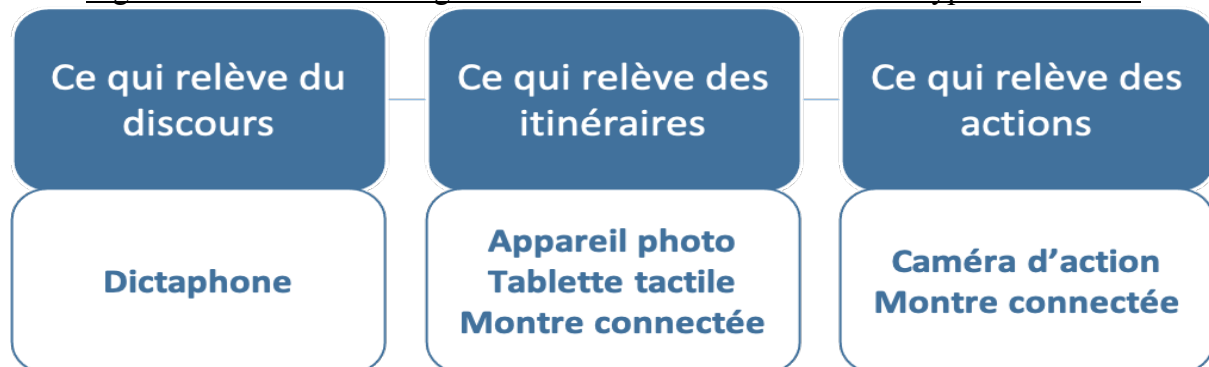 Ce qui relève du
discours
Ce qui relève des
itinéraires
Ce qui relève des
actions
Dictaphone
Appareil photo
Tablette tactile
Montre connectée
Caméra d’action
Montre connectée